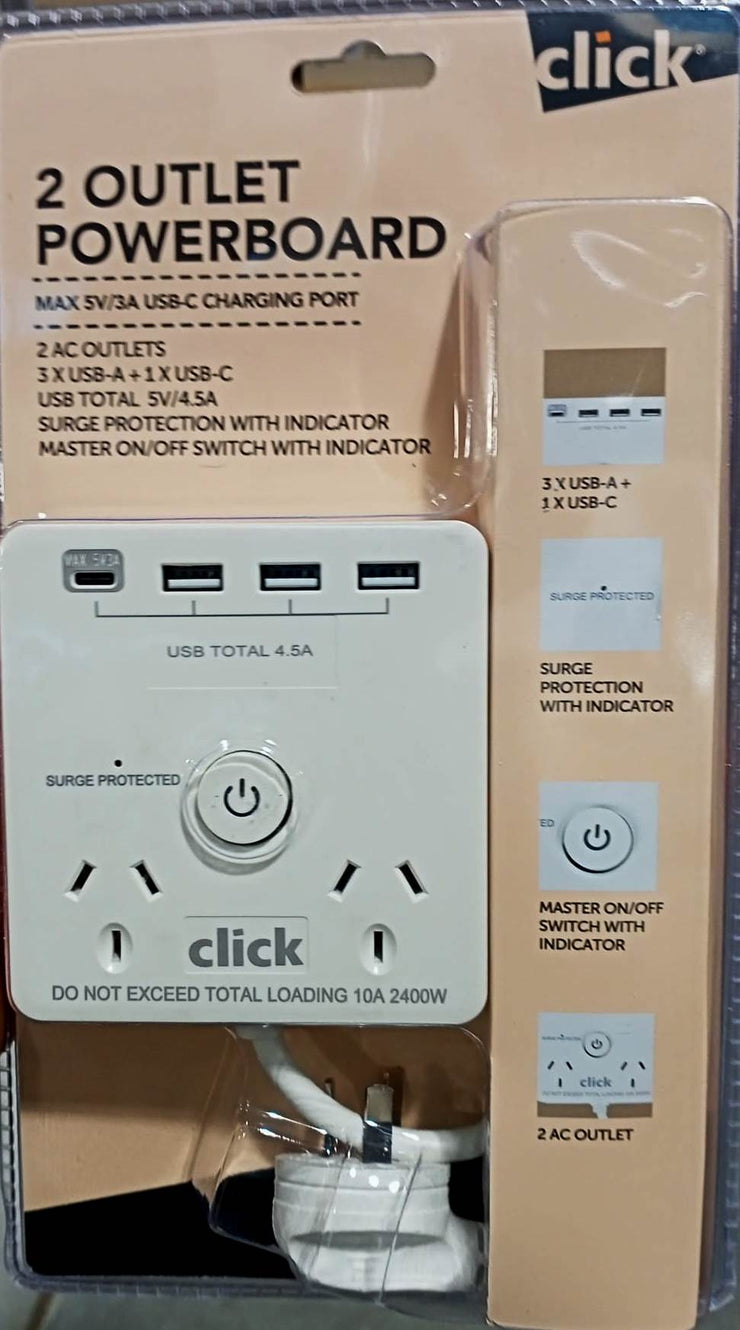 click
2 OUTLET
POWERBOARD
MAX 5V/3A USB-C CHARGING PORT
2 AC OUTLETS
3 X USB-A + 1 X USB-C
USB TOTAL 5V/4.5A
SURGE PROTECTION WITH INDICATOR
MASTER ON/OFF SWITCH WITH INDICATOR
MAX 5V3A
USB TOTAL 4.5A
SURGE PROTECTED
click
DO NOT EXCEED TOTAL LOADING 10A 2400W
3 X USB-A +
1 X USB-C
SURGE PROTECTED
SURGE
PROTECTION
WITH INDICATOR
ED
MASTER ON/OFF
SWITCH WITH
INDICATOR
click
2 AC OUTLET